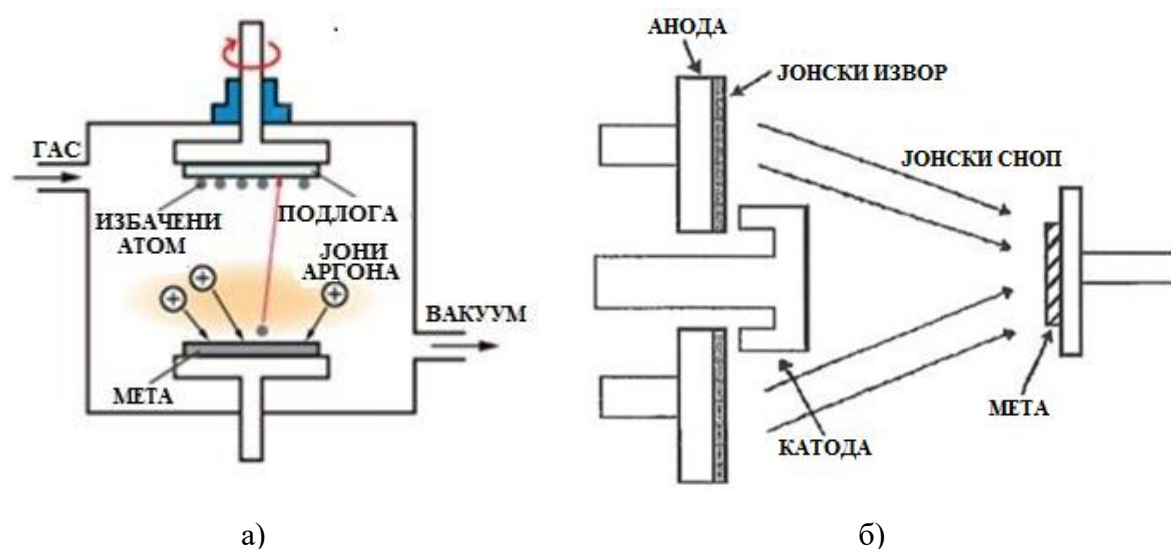 ГАС
ИЗБАЧЕНИ
АТОМ
ПОДЛОГА
ЈОНИ
АРГОНА
ВАКУУМ
МЕТА
а)
АНОДА
ЈОНСКИ ИЗВОР
ЈОНСКИ СНОП
МЕТА
КАТОДА
б)